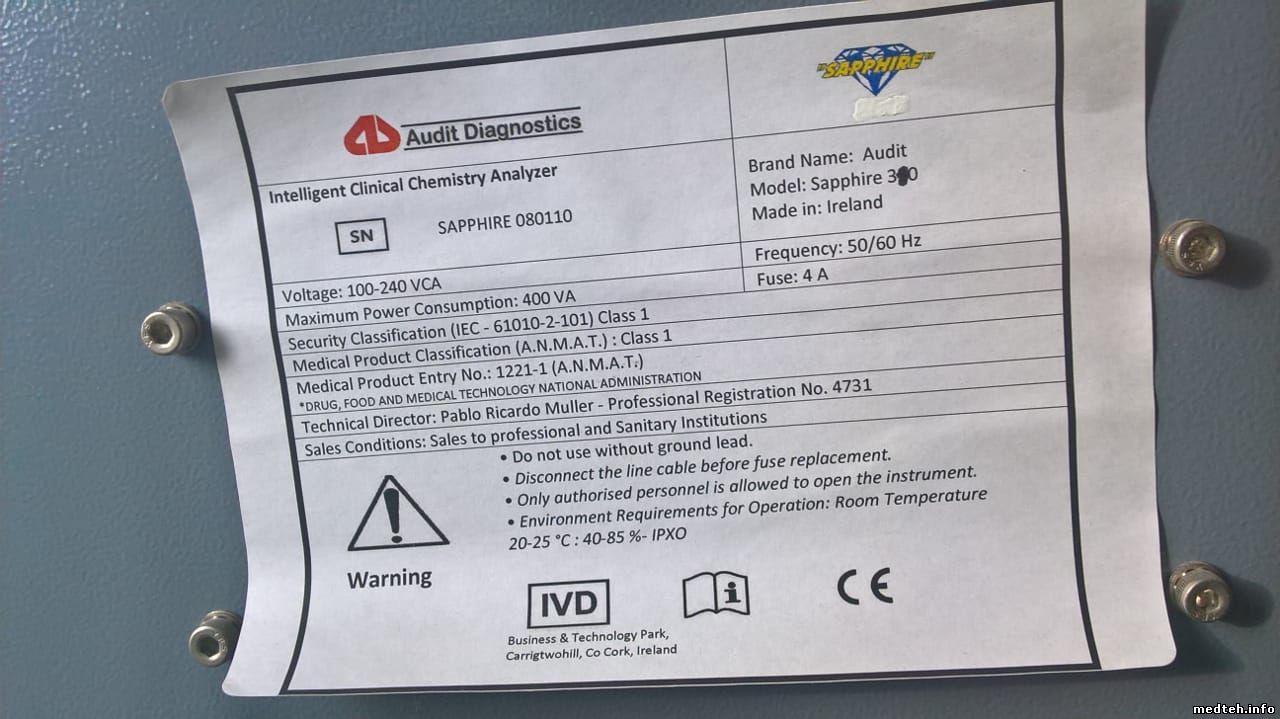 Audit Diagnostics
"SAPPHIRE"
Intelligent Clinical Chemistry Analyzer
SN
SAPPHIRE 080110
Brand Name: Audit
Model: Sapphire
Made in: Ireland
Voltage: 100-240 VCA
Frequency: 50/60 Hz
Maximum Power Consumption: 400 VA
Fuse: 4 A
Security Classification (IEC - 61010-2-101) Class 1
Medical Product Classification (A.N.M.A.T.) : Class 1
Medical Product Entry No.: 1221-1 (A.N.M.A.T.)
*DRUG, FOOD AND MEDICAL TECHNOLOGY NATIONAL ADMINISTRATION
Technical Director: Pablo Ricardo Muller - Professional Registration No. 4731
Sales Conditions: Sales to professional and Sanitary Institutions
• Do not use without ground lead.
• Disconnect the line cable before fuse replacement.
• Only authorised personnel is allowed to open the instrument.
• Environment Requirements for Operation: Room Temperature
20-25 °C : 40-85 %- IPXO
Warning
IVD
i
CE
Business & Technology Park,
Carrigtwohill, Co Cork, Ireland
medteh.info